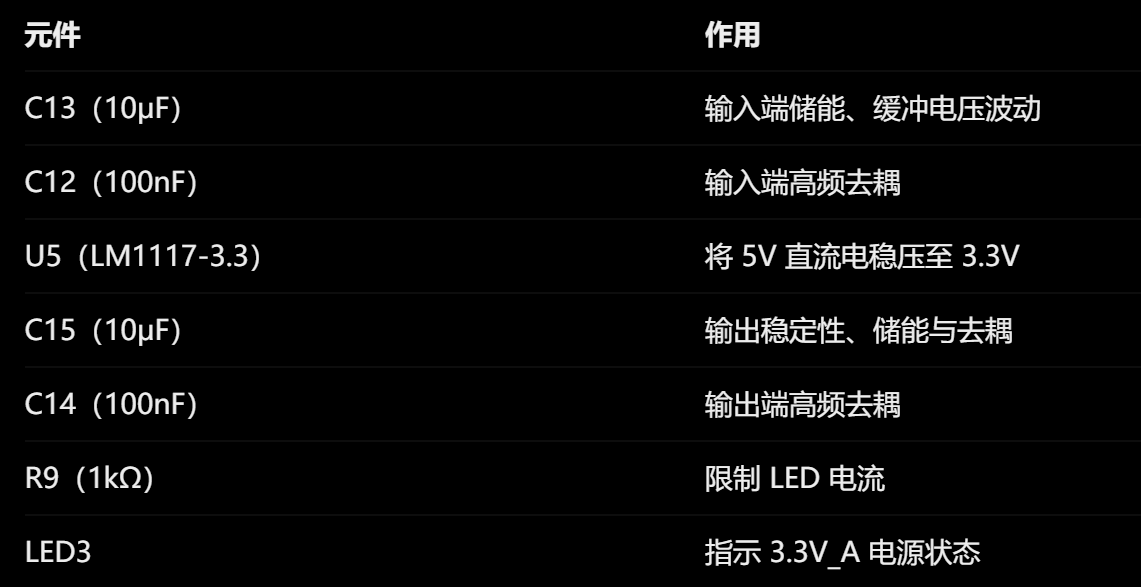 元件 作用
C13（10μF） 输入端储能、缓冲电压波动
C12（100nF） 输入端高频去耦
U5（LM1117-3.3） 将 5V 直流电稳压至 3.3V
C15（10μF） 输出稳定性、储能与去耦
C14（100nF） 输出端高频去耦
R9（1kΩ） 限制 LED 电流
LED3 指示 3.3V_A 电源状态